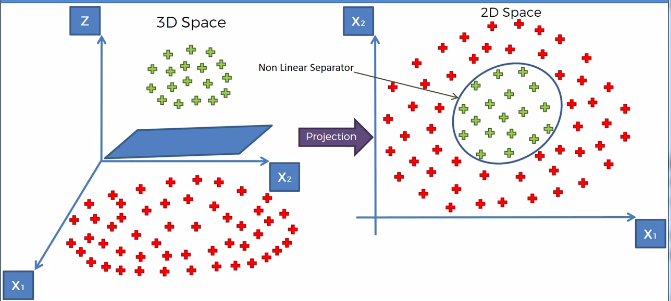 Z
3D Space
X₂
X₁
Projection
2D Space
X₂
Non Linear Separator
X₁